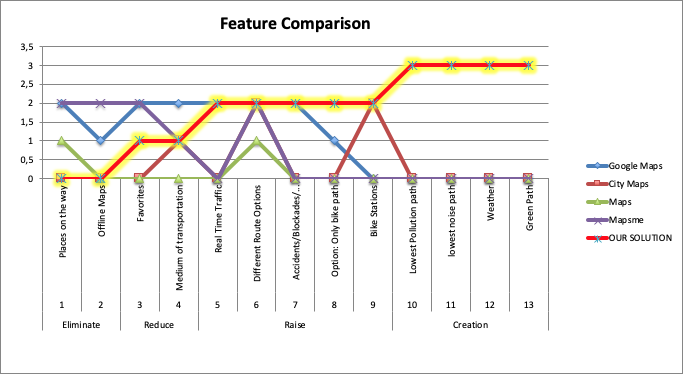 Feature Comparison
3,5
3
2,5
2
1,5
1
0,5
0
Places on the way
Offline Maps
Favorites
Medium of transportation
Real Time Traffic
Different Route Options
Accidents/Blockades/...
Option: Only bike path
Bike Stations
Lowest Pollution path
lowest noise path
Weather
Green Path
1 2 3 4 5 6 7 8 9 10 11 12 13
Eliminate Reduce Raise Creation
Google Maps
City Maps
Maps
Mapsme
OUR SOLUTION